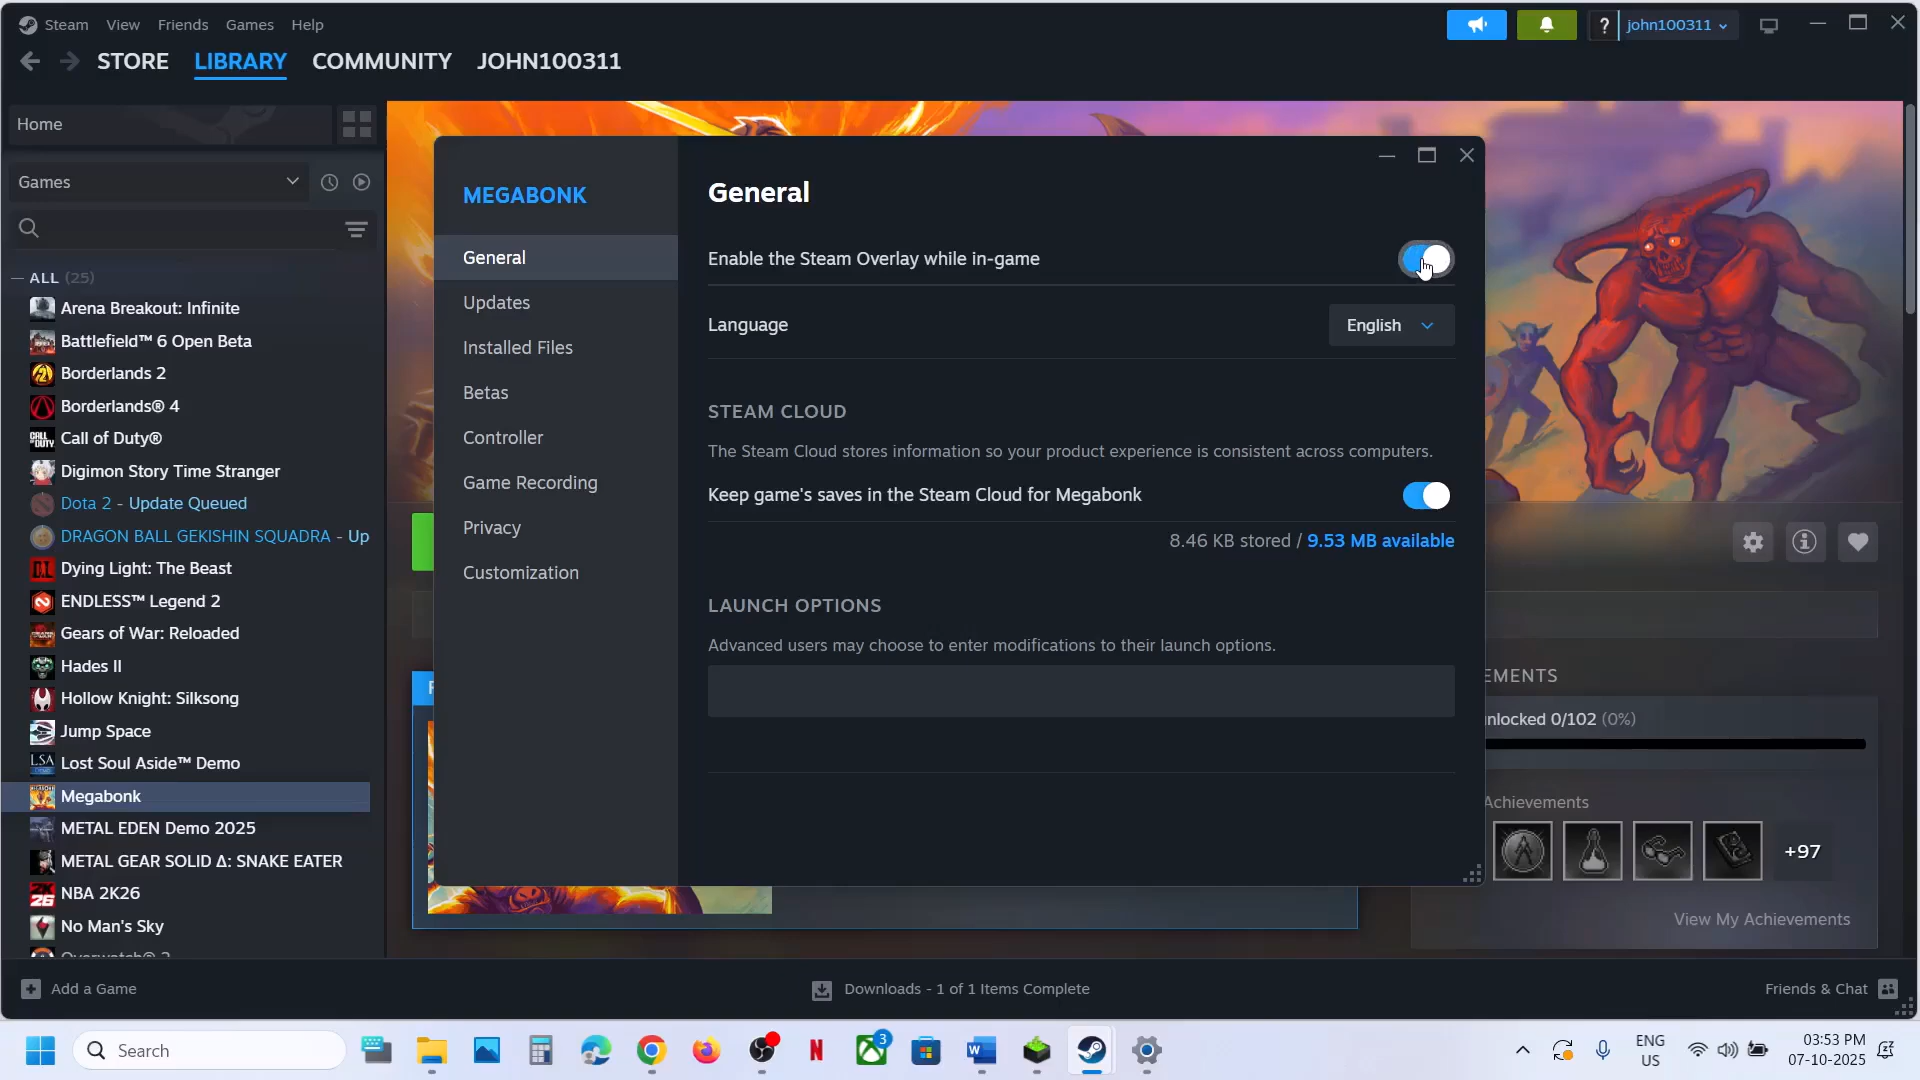 Steam View Friends Games Help
? john100311
STORE LIBRARY COMMUNITY JOHN100311
Home
Games
ALL (25)
Arena Breakout: Infinite
Battlefield™ 6 Open Beta
Borderlands 2
Borderlands® 4
Call of Duty®
Digimon Story Time Stranger
Dota 2 - Update Queued
DRAGON BALL GEKISHIN SQUADRA - Up
Dying Light: The Beast
ENDLESS™ Legend 2
Gears of War: Reloaded
Hades II
Hollow Knight: Silksong
Jump Space
Lost Soul Aside™ Demo
Megabonk
METAL EDEN Demo 2025
METAL GEAR SOLID Δ: SNAKE EATER
NBA 2K26
No Man's Sky
Overwatch® 2
MEGABONK
General
Updates
Installed Files
Betas
Controller
Game Recording
Privacy
Customization
General
Enable the Steam Overlay while in-game
Language English
STEAM CLOUD
The Steam Cloud stores information so your product experience is consistent across computers.
Keep game's saves in the Steam Cloud for Megabonk
8.46 KB stored / 9.53 MB available
LAUNCH OPTIONS
Advanced users may choose to enter modifications to their launch options.
EMENTS
nlocked 0/102 (0%)
Achievements
+97
View My Achievements
Add a Game
Downloads - 1 of 1 Items Complete
Friends & Chat
Search
3
ENG
US
03:53 PM
07-10-2025